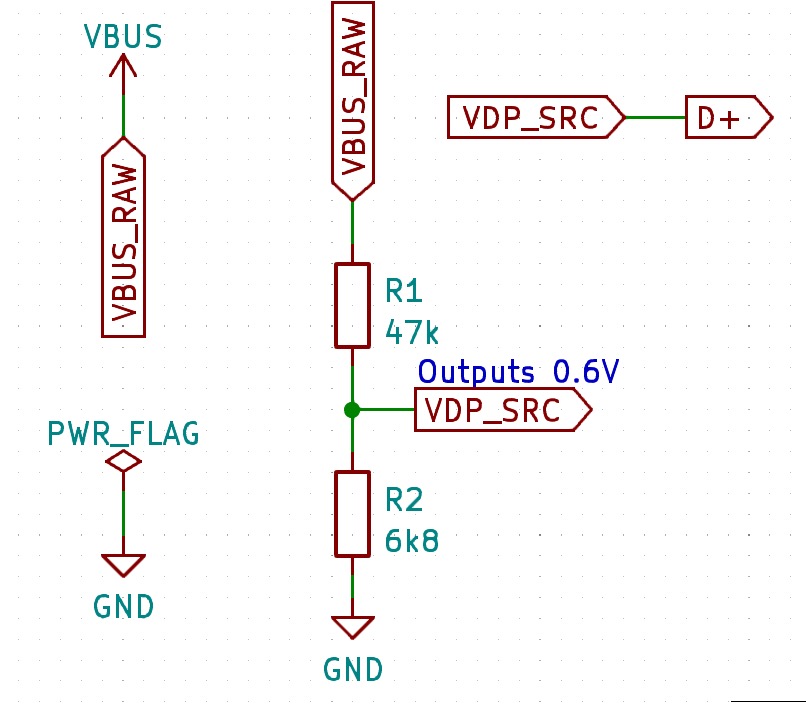 VBUS
VBUS_RAW
PWR_FLAG
GND
VBUS_RAW
R1
47k
Outputs 0.6V
VDP_SRC
R2
6k8
GND
VDP_SRC
D+